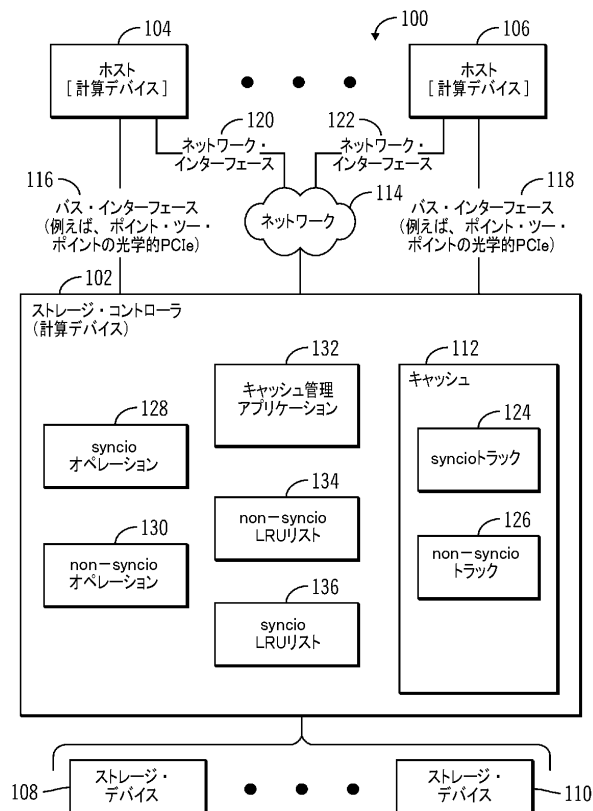 100
104
ホスト
[計算デバイス]
106
ホスト
[計算デバイス]
120
ネットワーク・
インターフェース
122
ネットワーク・
インターフェース
116
バス・インターフェース
(例えば、ポイント・ツー・
ポイントの光学的PCIe)
114
ネットワーク
118
バス・インターフェース
(例えば、ポイント・ツー・
ポイントの光学的PCIe)
102
ストレージ・コントローラ
(計算デバイス)
128
syncio
オペレーション
130
non-syncio
オペレーション
132
キャッシュ管理
アプリケーション
134
non-syncio
LRUリスト
136
syncio
LRUリスト
112
キャッシュ
124
syncioトラック
126
non-syncio
トラック
108
ストレージ・
デバイス
ストレージ・
デバイス
110